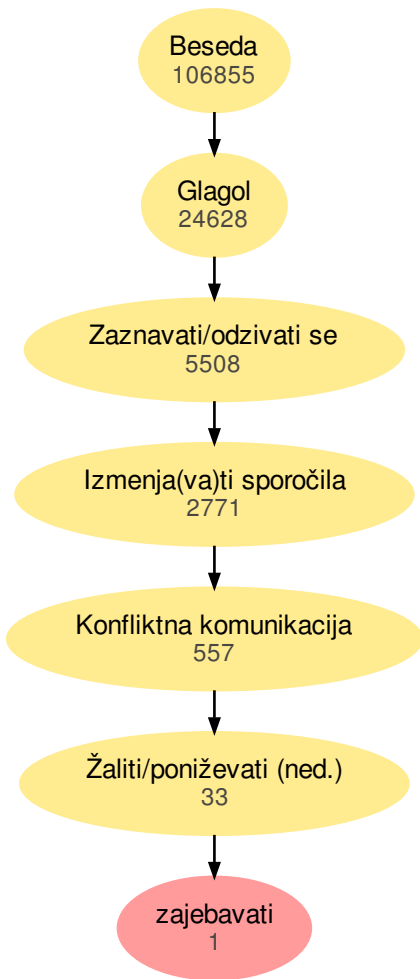 Beseda
106855
Glagol
24628
Zaznavati/odzivati se
5508
Izmenja(va)ti sporočila
2771
Konfliktna komunikacija
557
Žaliti/poniževati (ned.)
33
zajebavati
1